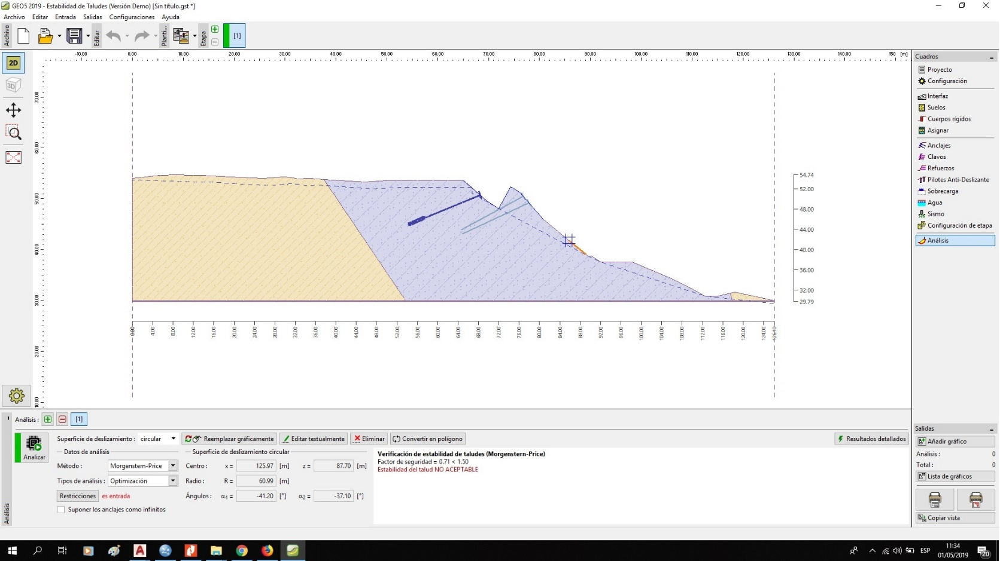 GEO5 2019 - Estabilidad de Taludes (Versión Demo) [Sin título.gst *]
Archivo Editar Entrada Salidas Configuraciones Ayuda
Archivo
Editar
Planti...
Etapa
[1]
2D
3D
-10.00 0.00 10.00 20.00 30.00 40.00 50.00 60.00 70.00 80.00 90.00 100.00 110.00 120.00 130.00 140.00 150 [m]
70.00
60.00
50.00
40.00
30.00
20.00
10.00
54.74
52.00
48.00
44.00
40.00
36.00
32.00
29.79
0.00 4.00 8.00 12.00 16.00 20.00 24.00 28.00 32.00 36.00 40.00 44.00 48.00 52.00 56.00 60.00 64.00 68.00 72.00 76.00 80.00 84.00 88.00 92.00 96.00 100.00 104.00 108.00 112.00 116.00 120.00 124.00
Cuadros
Proyecto
Configuración
Interfaz
Suelos
Cuerpos rígidos
Asignar
Anclajes
Clavos
Refuerzos
Pilotes Anti-Deslizante
Sobrecarga
Agua
Sismo
Configuración de etapa
Análisis
Análisis : [1]
Análisis
Analizar
Superficie de deslizamiento : circular Reemplazar gráficamente Editar textualmente Eliminar Convertir en polígono Resultados detallados
Datos de análisis
Método : Morgenstern-Price
Tipos de análisis : Optimización
Restricciones es entrada
Suponer los anclajes como infinitos
Superficie de deslizamiento circular
Centro : x = 125.97 [m] z = 87.70 [m]
Radio : R = 60.99 [m]
Ángulos : α1 = -41.20 [°] α2 = -37.10 [°]
Verificación de estabilidad de taludes (Morgenstern-Price)
Factor de seguridad = 0.71 < 1.50
Estabilidad del talud NO ACEPTABLE
Salidas
Añadir gráfico
Análisis : 0
Total : 0
Lista de gráficos
Copiar vista
ESP
11:34
01/05/2019
20